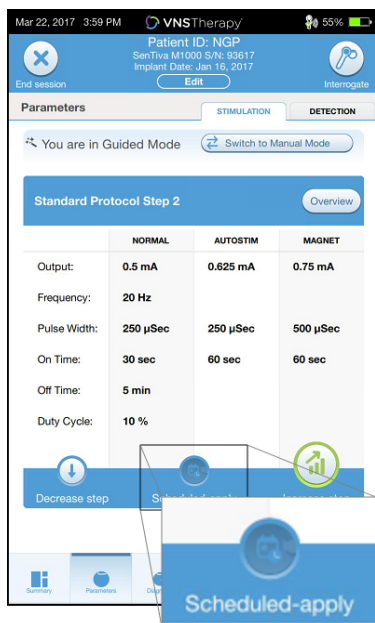 Mar 22, 2017 3:59 PM VNSTherapy 55%
Patient ID: NGP
SenTiva M1000 S/N: 93617
Implant Date: Jan 16, 2017
End session Edit Interrogate
Parameters STIMULATION DETECTION
You are in Guided Mode Switch to Manual Mode
Standard Protocol Step 2 Overview
NORMAL AUTOSTIM MAGNET
Output: 0.5 mA 0.625 mA 0.75 mA
Frequency: 20 Hz
Pulse Width: 250 µSec 250 µSec 500 µSec
On Time: 30 sec 60 sec 60 sec
Off Time: 5 min
Duty Cycle: 10 %
Decrease step
Scheduled-apply
Summary Parameters